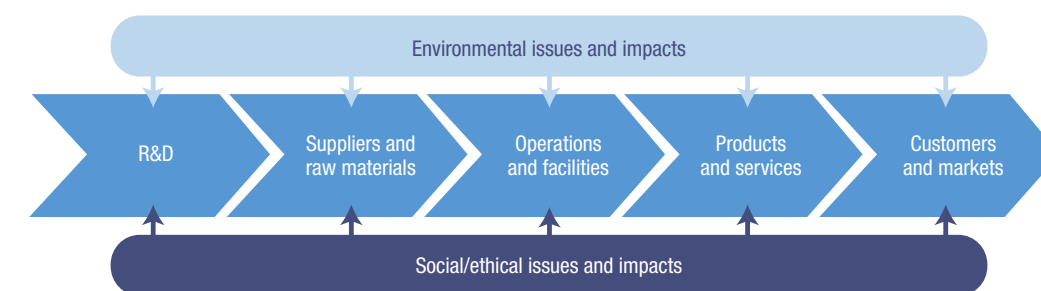 Environmental issues and impacts
R&D
Suppliers and
raw materials
Operations
and facilities
Products
and services
Customers
and markets
Social/ethical issues and impacts